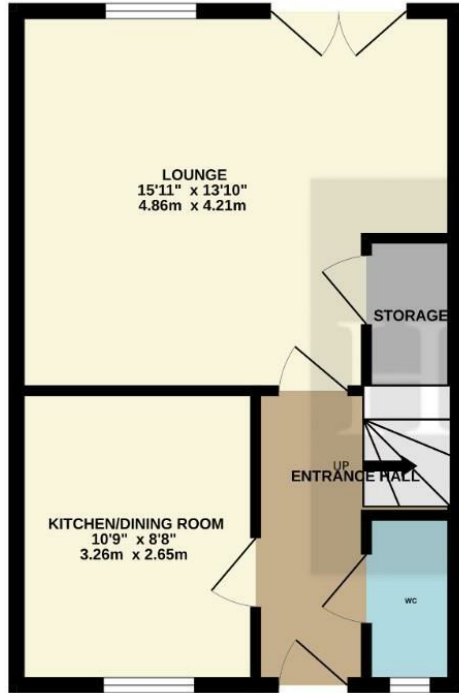 LOUNGE
15'11" x 13'10"
4.86m x 4.21m
STORAGE
UP
ENTRANCE HALL
KITCHEN/DINING ROOM
10'9" x 8'8"
3.26m x 2.65m
WC